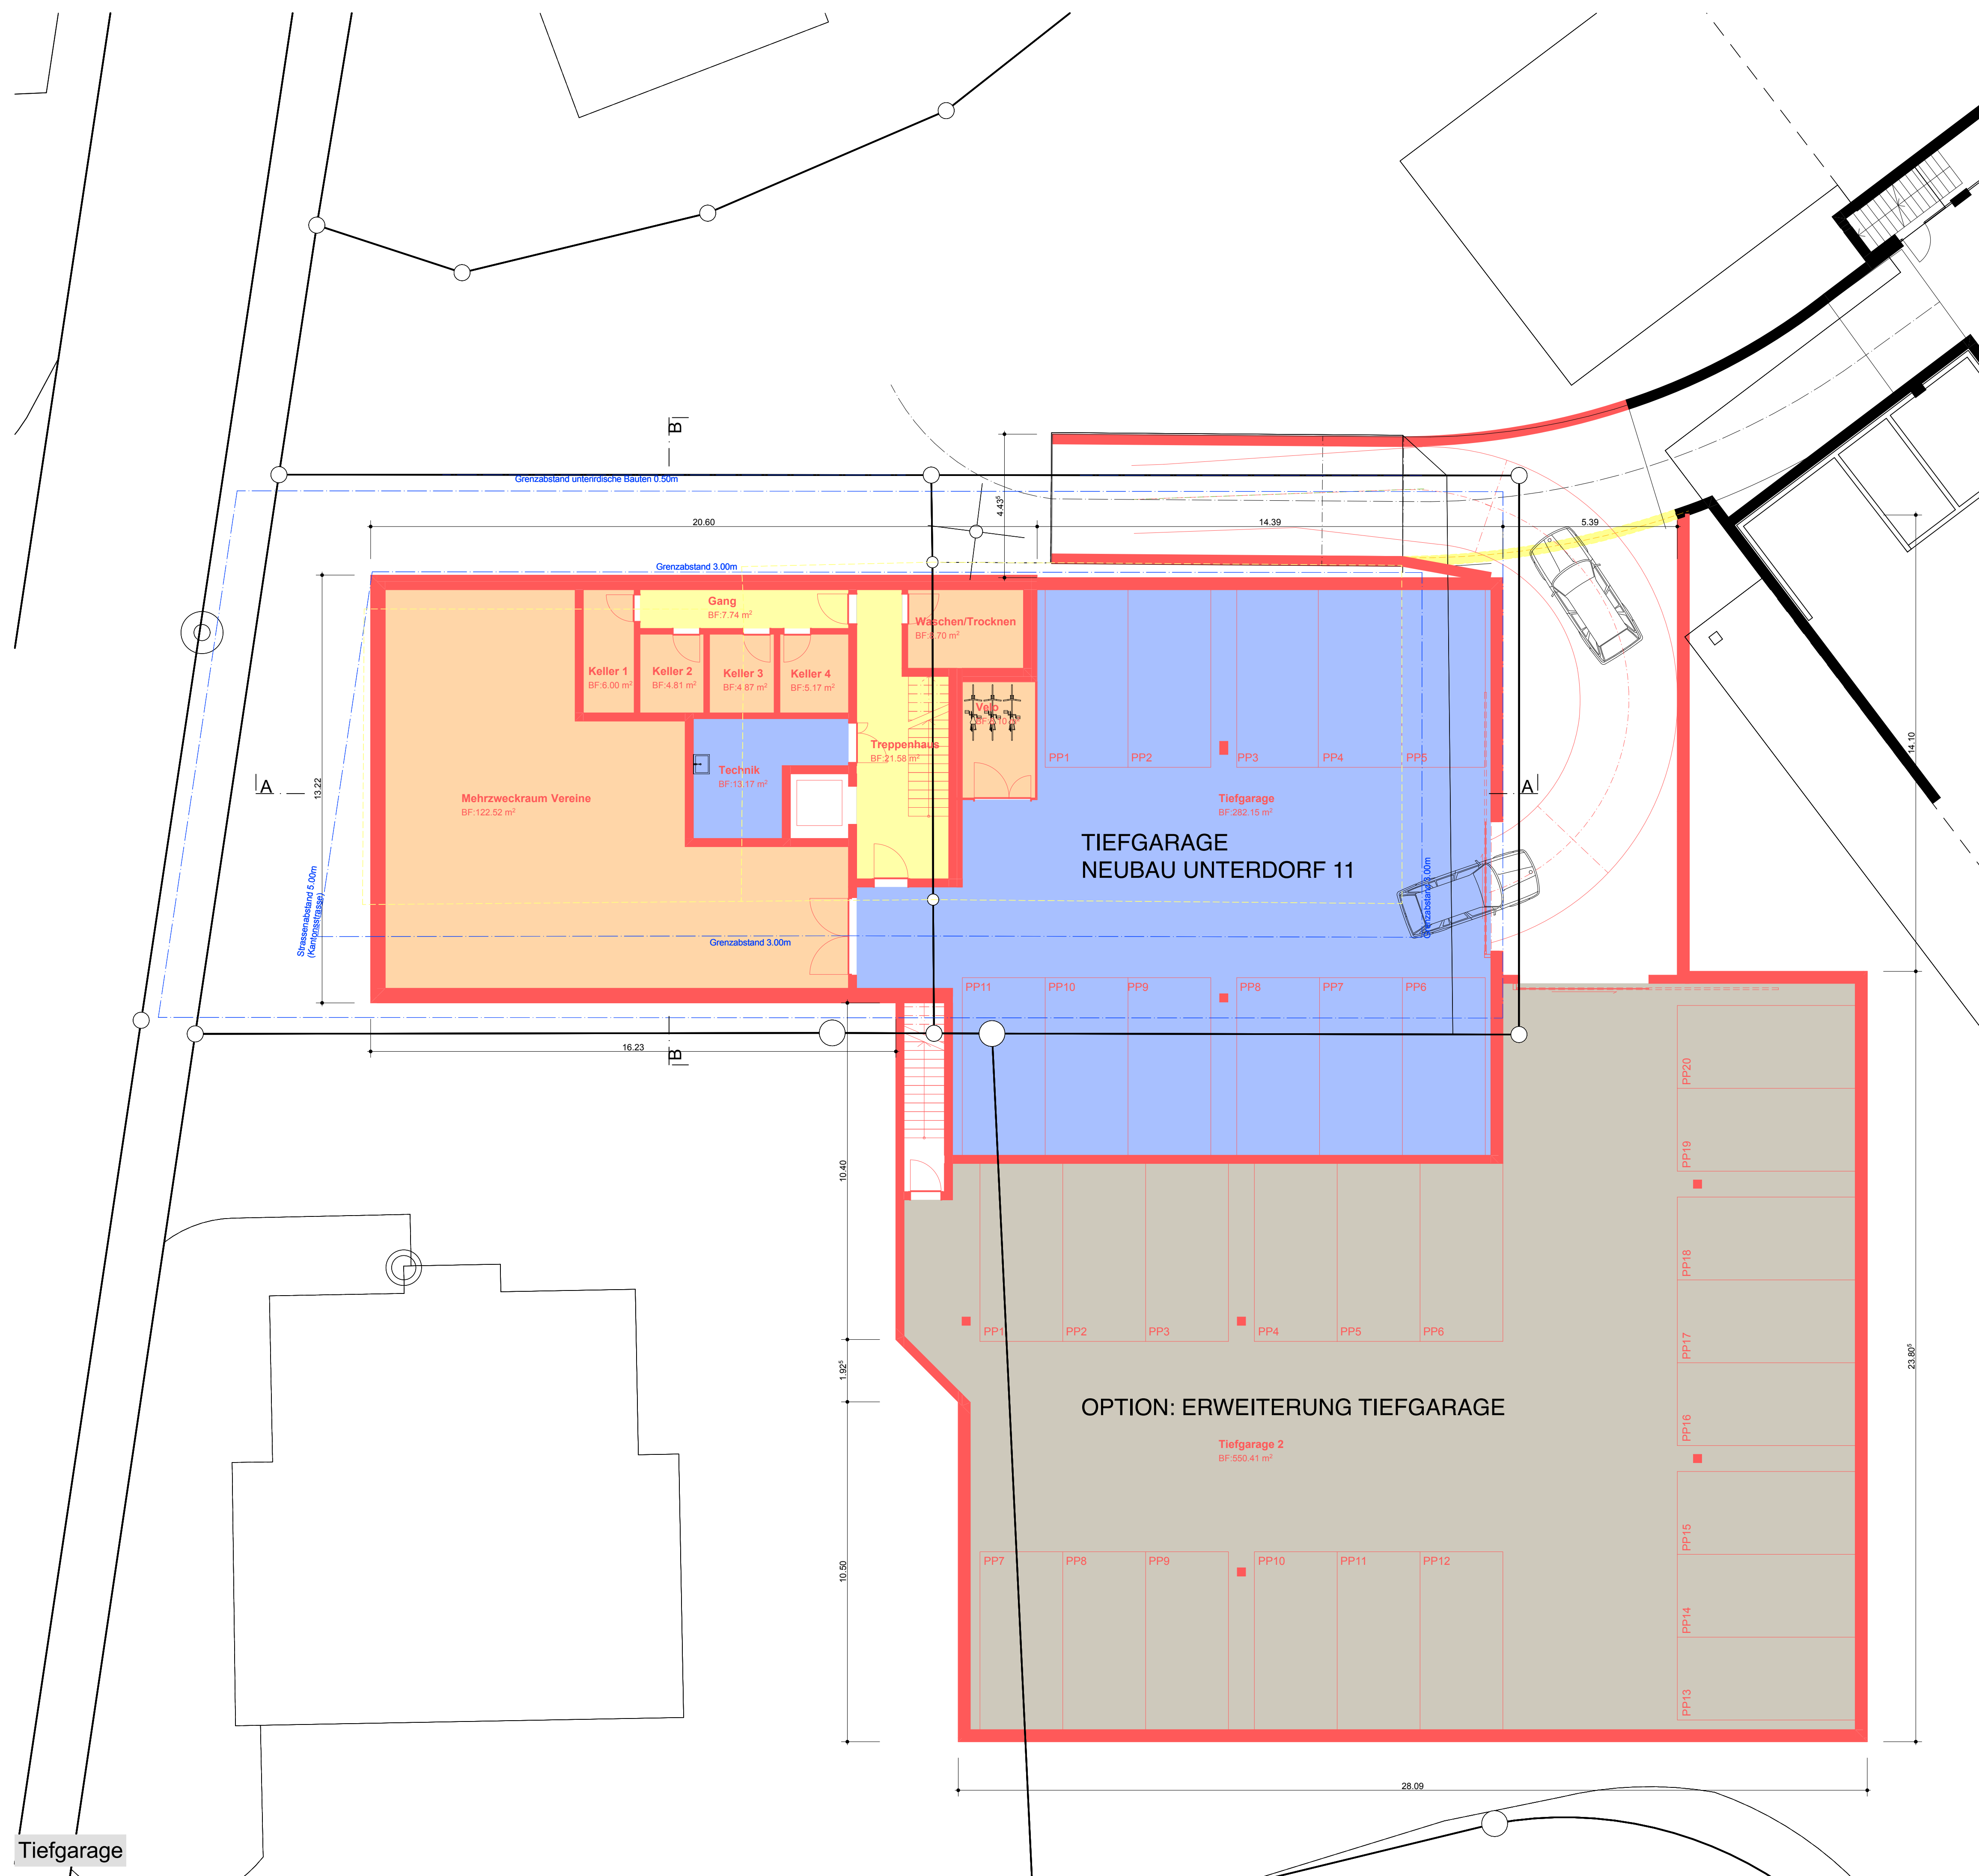 B
Grenzabstand unterirdische Bauten 0.50m
4.43⁵
20.60
14.39
5.39
Grenzabstand 3.00m
Gang
BF:7.74 m²
Waschen/Trocknen
Keller 1
BF:6.00 m²
Keller 2
BF:4.81 m²
Keller 3
BF:4.87 m²
Keller 4
BF:5.17 m²
Velo
Treppenhaus
BF:21.58 m²
PP1
PP2
PP3
PP4
PP5
14.10
Technik
BF:13.17 m²
A
A
13.22
Mehrzweckraum Vereine
BF:122.52 m²
Tiefgarage
BF:282.15 m²
TIEFGARAGE
NEUBAU UNTERDORF 11
Strassenabstand 5.00m
(Kantonsstrasse)
Grenzabstand 3.00m
Grenzabstand 3.00m
PP11
PP10
PP9
PP8
PP7
PP6
16.23
B
PP20
PP19
10.40
PP18
PP1
PP2
PP3
PP4
PP5
PP6
PP17
1.92⁵
23.80⁵
OPTION: ERWEITERUNG TIEFGARAGE
PP16
Tiefgarage 2
BF:550.41 m²
PP15
10.50
PP7
PP8
PP9
PP10
PP11
PP12
PP14
PP13
28.09
Tiefgarage